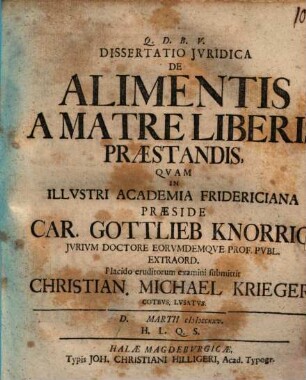 Q. D. B. V.
DISSERTATIO JVRIDICA
DE
ALIMENTIS
A MATRE LIBERI
PRÆSTANDIS,
QVAM
IN
ILLVSTRI ACADEMIA FRIDERICIANA
PRÆSIDE
CAR. GOTTLIEB KNORRIO
JVRIVM DOCTORE EORVMDEMQVE PROF. PVBL.
EXTRAORD.
Placido eruditorum examini submittit
CHRISTIAN. MICHAEL KRIEGER
COTBVS, LVSATVS.
D. MARTII
H. L. Q. S.
HALÆ MAGDEBVRGICÆ,
Typis JOH. CHRISTIANI HILLIGERI, Acad. Typogr.